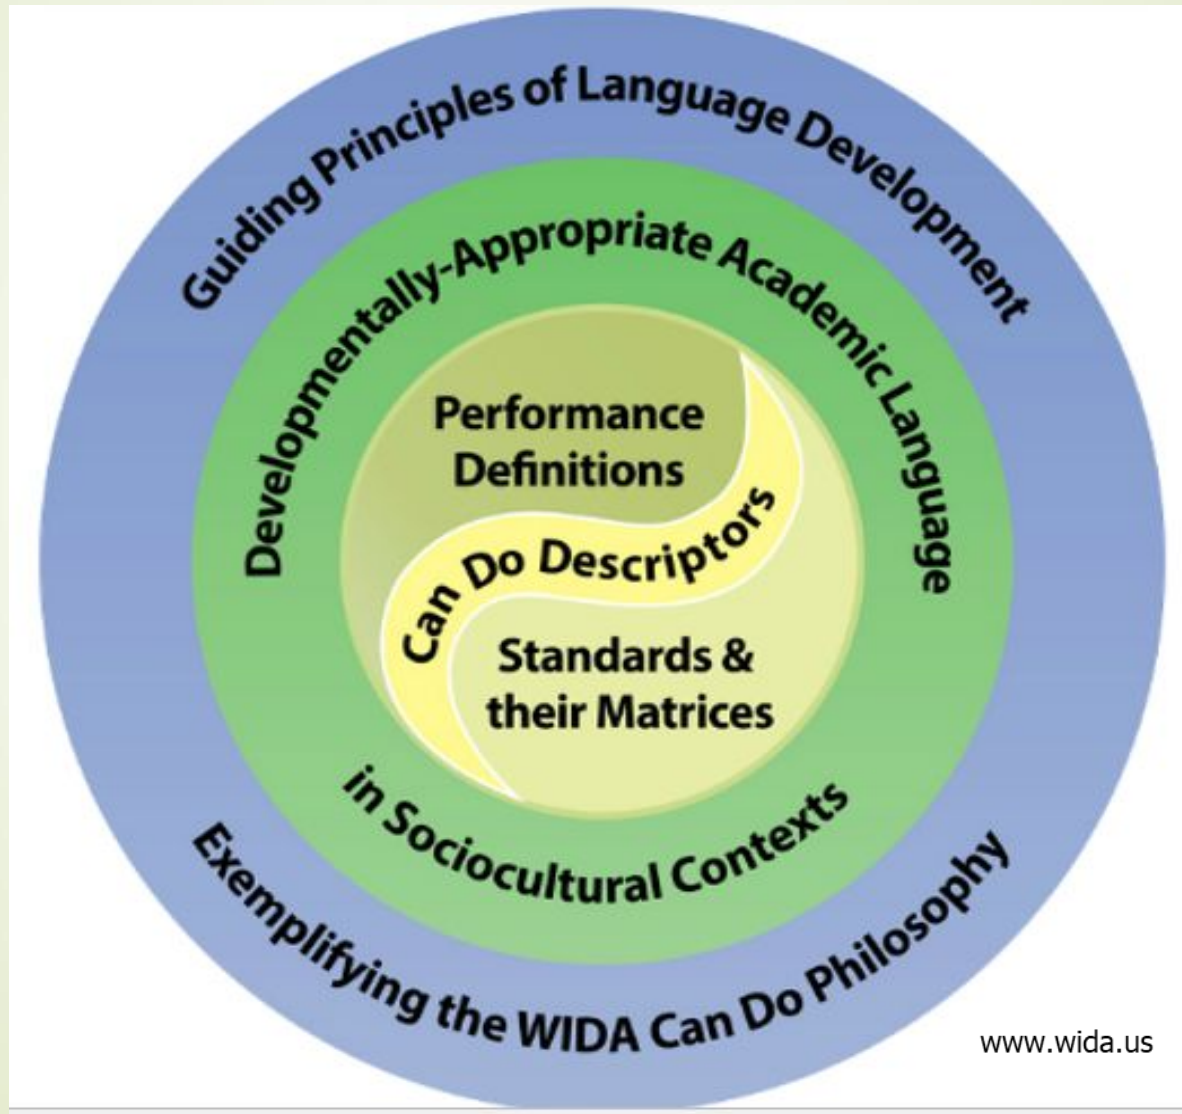 Guiding Principles of Language Development
Developmentally-Appropriate Academic Language
Performance
Definitions
Can Do Descriptors
Standards &
their Matrices
in Sociocultural Contexts
Exemplifying the WIDA Can Do Philosophy
www.wida.us